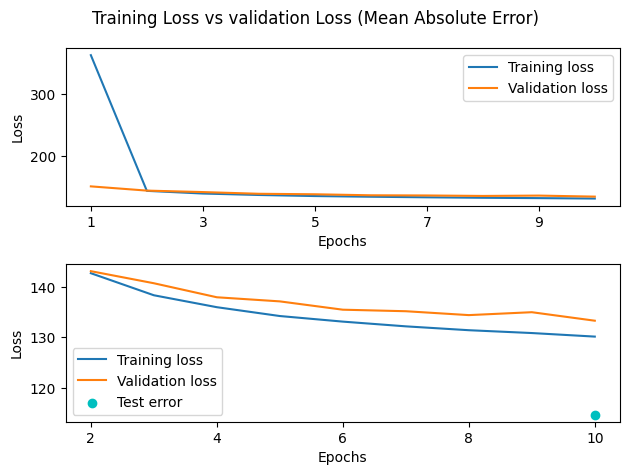 Training Loss vs validation Loss (Mean Absolute Error)
Loss
300
200
Training loss
Validation loss
1 3 5 7 9
Epochs
Loss
140
130
120
Training loss
Validation loss
Test error
2 4 6 8 10
Epochs